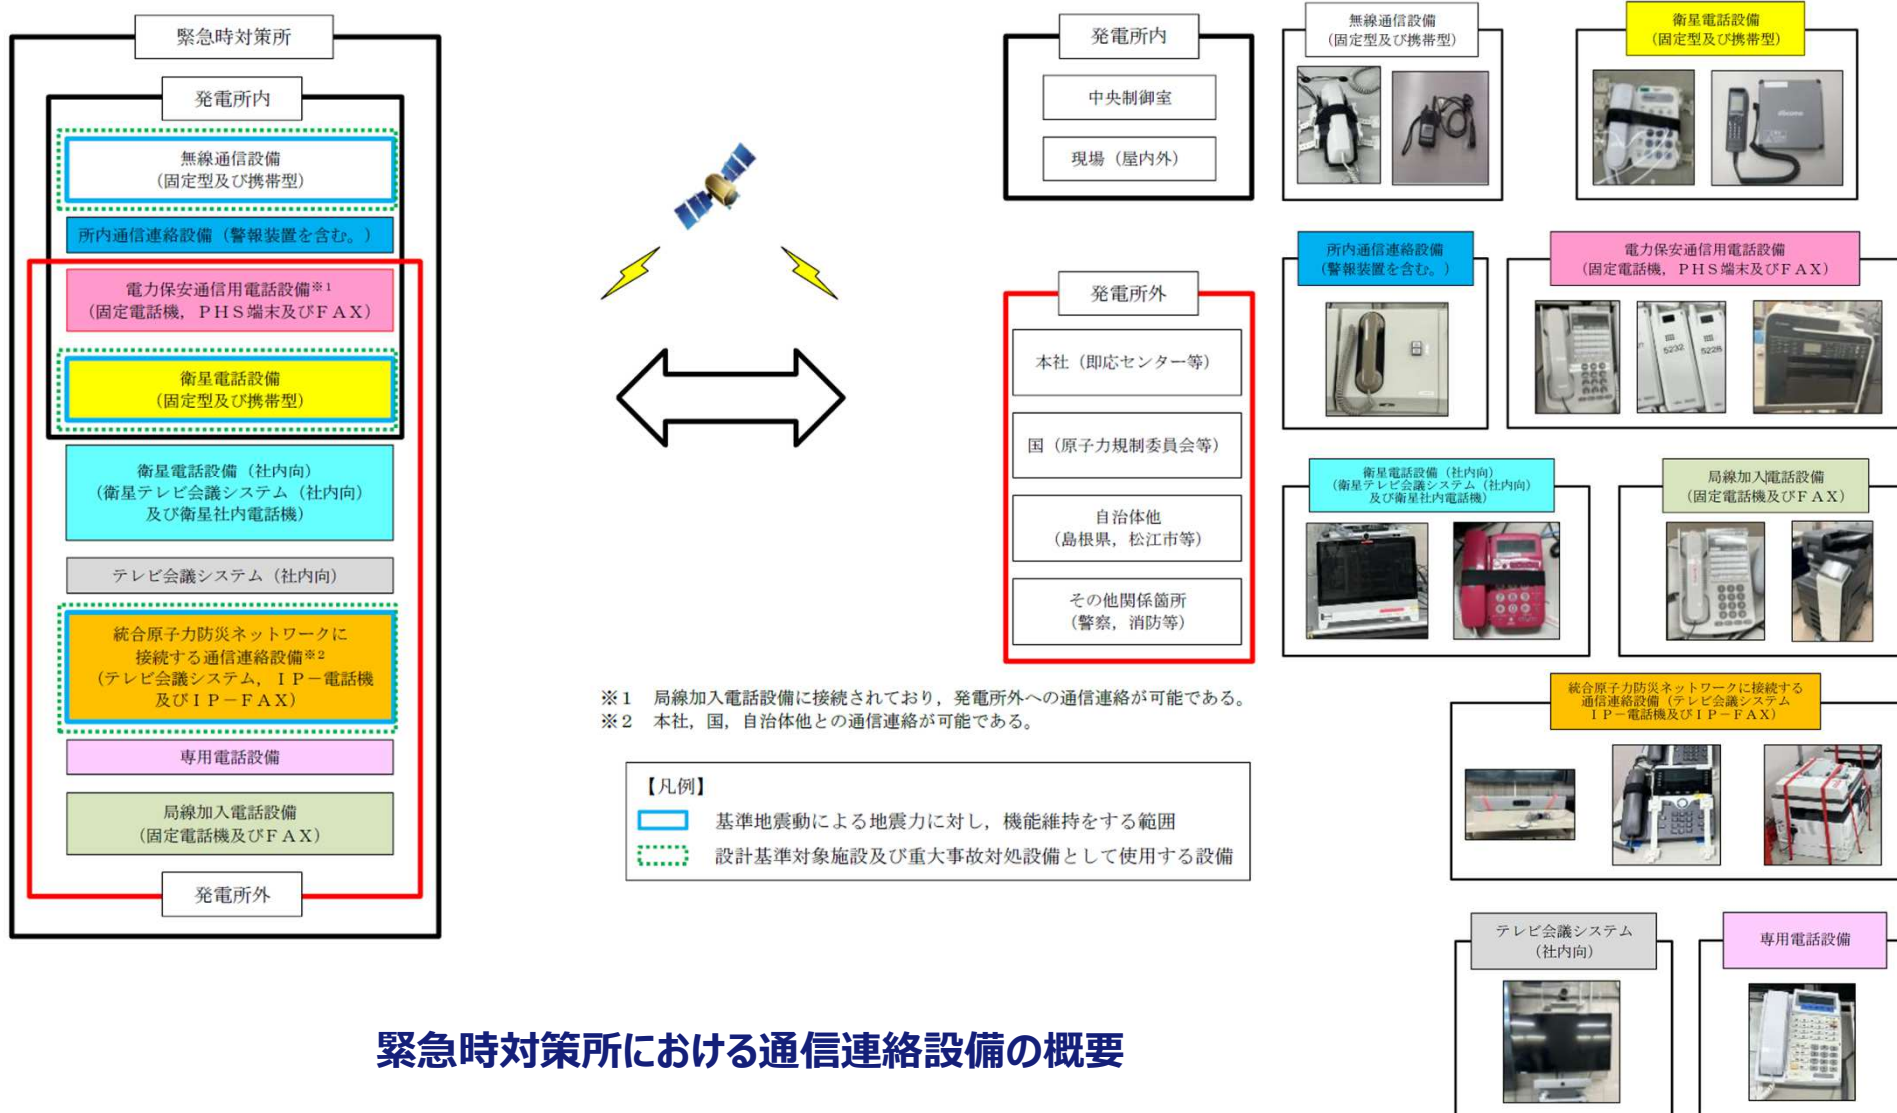 緊急時対策所
発電所内
無線通信設備
（固定型及び携帯型）
所内通信連絡設備（警報装置を含む。）
電力保安通信用電話設備※1
（固定電話機，ＰＨＳ端末及びＦＡＸ）
衛星電話設備
（固定型及び携帯型）
衛星電話設備（社内向）
（衛星テレビ会議システム（社内向）
及び衛星社内電話機）
テレビ会議システム（社内向）
統合原子力防災ネットワークに
接続する通信連絡設備※2
（テレビ会議システム，ＩＰ－電話機
及びＩＰ－ＦＡＸ）
専用電話設備
局線加入電話設備
（固定電話機及びＦＡＸ）
発電所外
発電所内
中央制御室
現場（屋内外）
発電所外
本社（即応センター等）
国（原子力規制委員会等）
自治体他
（島根県，松江市等）
その他関係箇所
（警察，消防等）
※１　局線加入電話設備に接続されており，発電所外への通信連絡が可能である。
※２　本社，国，自治体他との通信連絡が可能である。
【凡例】
基準地震動による地震力に対し，機能維持をする範囲
設計基準対象施設及び重大事故対処設備として使用する設備
無線通信設備
（固定型及び携帯型）
衛星電話設備
（固定型及び携帯型）
docomo
所内通信連絡設備
（警報装置を含む。）
電力保安通信用電話設備
（固定電話機，ＰＨＳ端末及びＦＡＸ）
5232
5228
衛星電話設備（社内向）
（衛星テレビ会議システム（社内向）
及び衛星社内電話機）
局線加入電話設備
（固定電話機及びＦＡＸ）
統合原子力防災ネットワークに接続する
通信連絡設備（テレビ会議システム
ＩＰ－電話機及びＩＰ－ＦＡＸ）
テレビ会議システム
（社内向）
専用電話設備
緊急時対策所における通信連絡設備の概要